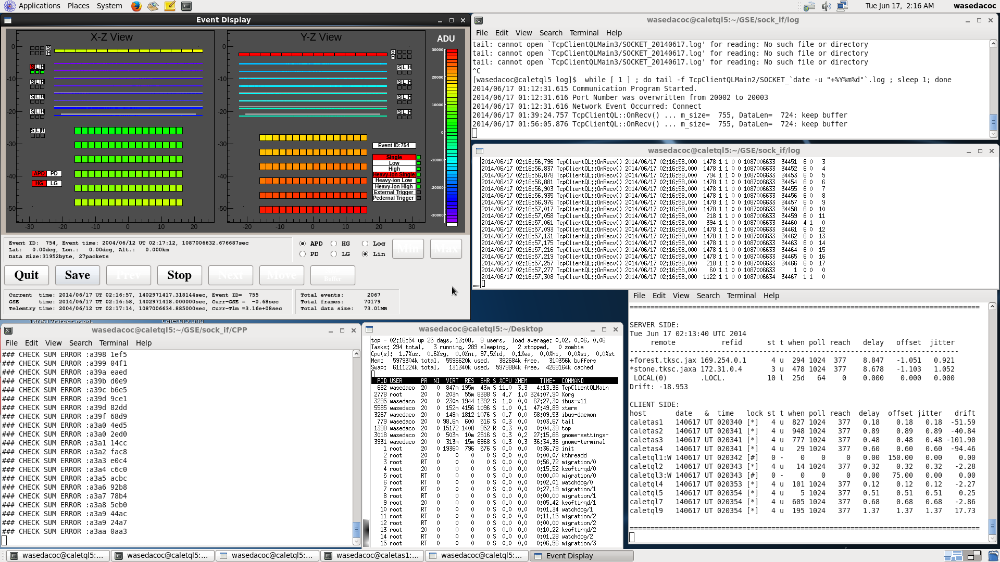 Applications Places System
Tue Jun 17, 2:16 AM wasedacoc
Event Display
X-Z View
Y-Z View
ADU
Event ID:754
Single
Low
High
Heavy-ion Single
Heavy-ion Low
Heavy-ion High
External Trigger
Pedernal Trigger
APD PD
HG LG
Event ID: 754, Event time: 2004/06/12 UT 02:17:12, 1087006632.676687sec
Lat: 0.00deg, Lon.: 0.00deg, Alt.: 0.000km
Data Size:31952byte, 27packets
APD HG Log
PD LG Lin
Min Max
Quit Save Prev Stop Next Move Buffer
Current time: 2014/06/17 UT 02:16:57, 1402971417.318144sec, Event ID= 755
GSE time: 2014/06/17 UT 02:16:58, 1402971418.000000sec, Curr-GSE = -0.68sec
Telemtry time: 2004/06/12 UT 02:17:14, 1087006634.885000sec, Curr-Tlm =3.16e+08sec
Total events: 2067
Total frames: 70179
Total data size: 73.01MB
wasedacoc@caletql5:~/GSE/sock_if/log
File Edit View Search Terminal Help
tail: cannot open `TcpClientQLMain3/SOCKET_20140617.log' for reading: No such file or directory
tail: cannot open `TcpClientQLMain3/SOCKET_20140617.log' for reading: No such file or directory
tail: cannot open `TcpClientQLMain3/SOCKET_20140617.log' for reading: No such file or directory
^C
[wasedacoc@caletql5 log]$ while [ 1 ] ; do tail -f TcpClientQLMain2/SOCKET_`date -u "+%Y%m%d"`.log ; sleep 1; done
2014/06/17 01:12:31.615 Communication Program Started.
2014/06/17 01:12:31.616 Port Number was overwritten from 20002 to 20003
2014/06/17 01:12:31.616 Network Event Occurred: Connect
2014/06/17 01:39:24.757 TcpClientQL::OnRecv() ... m_size= 755, DataLen= 724: keep buffer
2014/06/17 01:56:05.876 TcpClientQL::OnRecv() ... m_size= 755, DataLen= 724: keep buffer
wasedacoc@caletql5:~/GSE/sock_if/log
2014/06/17 02:16:56.796 TcpClientQL::OnRecv() 2014/06/17 02:16:58.000 1478 1 1 0 0 1087006633 34451 6 0 3
2014/06/17 02:16:56.837 TcpClientQL::OnRecv() 2014/06/17 02:16:58.000 1478 1 1 0 0 1087006633 34452 6 0 4
2014/06/17 02:16:56.878 TcpClientQL::OnRecv() 2014/06/17 02:16:58.000 794 1 1 0 0 1087006633 34453 6 0 5
2014/06/17 02:16:56.881 TcpClientQL::OnRecv() 2014/06/17 02:16:58.000 1478 1 1 0 0 1087006633 34454 6 0 6
2014/06/17 02:16:56.903 TcpClientQL::OnRecv() 2014/06/17 02:16:58.000 1478 1 1 0 0 1087006633 34455 6 0 7
2014/06/17 02:16:56.935 TcpClientQL::OnRecv() 2014/06/17 02:16:58.000 1478 1 1 0 0 1087006633 34456 6 0 8
2014/06/17 02:16:56.976 TcpClientQL::OnRecv() 2014/06/17 02:16:58.000 1478 1 1 0 0 1087006633 34457 6 0 9
2014/06/17 02:16:57.017 TcpClientQL::OnRecv() 2014/06/17 02:16:58.000 1478 1 1 0 0 1087006633 34458 6 0 10
2014/06/17 02:16:57.058 TcpClientQL::OnRecv() 2014/06/17 02:16:58.000 218 1 1 0 0 1087006633 34459 6 0 11
2014/06/17 02:16:57.061 TcpClientQL::OnRecv() 2014/06/17 02:16:58.000 394 1 1 0 0 1087006633 34460 4 1 0
2014/06/17 02:16:57.093 TcpClientQL::OnRecv() 2014/06/17 02:16:58.000 1478 1 1 0 0 1087006633 34461 6 0 12
2014/06/17 02:16:57.131 TcpClientQL::OnRecv() 2014/06/17 02:16:58.000 1478 1 1 0 0 1087006633 34462 6 0 13
2014/06/17 02:16:57.175 TcpClientQL::OnRecv() 2014/06/17 02:16:58.000 1478 1 1 0 0 1087006633 34463 6 0 14
2014/06/17 02:16:57.216 TcpClientQL::OnRecv() 2014/06/17 02:16:58.000 1478 1 1 0 0 1087006633 34464 6 0 15
2014/06/17 02:16:57.219 TcpClientQL::OnRecv() 2014/06/17 02:16:58.000 1478 1 1 0 0 1087006633 34465 6 0 16
2014/06/17 02:16:57.257 TcpClientQL::OnRecv() 2014/06/17 02:16:58.000 218 1 1 0 0 1087006633 34466 6 0 17
2014/06/17 02:16:57.277 TcpClientQL::OnRecv() 2014/06/17 02:16:58.000 60 1 1 0 0 1087006633 1 0 0 0
2014/06/17 02:16:57.308 TcpClientQL::OnRecv() 2014/06/17 02:16:58.000 1122 1 1 0 0 1087006634 34467 1 1 0
wasedacoc@caletql5:~/GSE/sock_if/CPP
File Edit View Search Terminal Help
### CHECK SUM ERROR :a398 1ef5
### CHECK SUM ERROR :a399 04f1
### CHECK SUM ERROR :a39a eaed
### CHECK SUM ERROR :a39b d0e9
### CHECK SUM ERROR :a39c b6e5
### CHECK SUM ERROR :a39d 9ce1
### CHECK SUM ERROR :a39d 82dd
### CHECK SUM ERROR :a39f 68d9
### CHECK SUM ERROR :a3a0 4ed5
### CHECK SUM ERROR :a3a0 2ed0
### CHECK SUM ERROR :a3a1 14cc
### CHECK SUM ERROR :a3a2 fac8
### CHECK SUM ERROR :a3a3 e0c4
### CHECK SUM ERROR :a3a4 c6c0
### CHECK SUM ERROR :a3a5 acbc
### CHECK SUM ERROR :a3a6 92b8
### CHECK SUM ERROR :a3a7 78b4
### CHECK SUM ERROR :a3a8 5eb0
### CHECK SUM ERROR :a3a9 44ac
### CHECK SUM ERROR :a3a9 24a7
### CHECK SUM ERROR :a3aa 0aa3
wasedacoc@caletql5:~/Desktop
top - 02:16:54 up 25 days, 13:08, 9 users, load average: 0.02, 0.06, 0.06
Tasks: 294 total, 3 running, 289 sleeping, 2 stopped, 0 zombie
Cpu(s): 1.7%us, 0.6%sy, 0.0%ni, 97.5%id, 0.1%wa, 0.0%hi, 0.0%si, 0.0%st
Mem: 5979304k total, 5596620k used, 382684k free, 310356k buffers
Swap: 6111224k total, 131340k used, 5979884k free, 4269164k cached
PID USER PR NI VIRT RES SHR S %CPU %MEM TIME+ COMMAND
682 wasedaco 20 0 847m 195m 43m S 11.0 3.3 4:13.36 TcpClientQLMain
2778 root 20 0 203m 55m 8388 S 4.7 1.0 324:07.90 Xorg
3295 wasedaco 20 0 230m 1944 1392 S 1.0 0.0 67:27.30 ibus-x11
5585 wasedaco 20 0 152m 4156 1096 S 1.0 0.1 47:49.89 xterm
3267 wasedaco 20 0 148m 1812 1076 S 0.7 0.0 58:09.53 ibus-daemon
779 wasedaco 20 0 98.6m 600 516 S 0.3 0.0 0:03.67 tail
1398 wasedaco 20 0 15172 1408 952 R 0.3 0.0 0:04.39 top
3018 wasedaco 20 0 503m 10m 2516 S 0.3 0.2 27:15.66 gnome-settings-
3931 wasedaco 20 0 313m 15m 6968 S 0.3 0.3 36:34.36 gnome-terminal
1 root 20 0 19360 796 576 S 0.0 0.0 0:36.78 init
2 root 20 0 0 0 0 S 0.0 0.0 0:00.07 kthreadd
3 root RT 0 0 0 0 S 0.0 0.0 0:56.72 migration/0
4 root 20 0 0 0 0 S 0.0 0.0 0:15.52 ksoftirqd/0
5 root RT 0 0 0 0 S 0.0 0.0 0:00.00 migration/0
6 root RT 0 0 0 0 S 0.0 0.0 0:02.01 watchdog/0
7 root RT 0 0 0 0 S 0.0 0.0 0:27.19 migration/1
8 root RT 0 0 0 0 S 0.0 0.0 0:00.00 migration/1
9 root 20 0 0 0 0 S 0.0 0.0 0:05.42 ksoftirqd/1
10 root RT 0 0 0 0 S 0.0 0.0 0:01.34 watchdog/1
11 root RT 0 0 0 0 S 0.0 0.0 0:11.15 migration/2
12 root RT 0 0 0 0 S 0.0 0.0 0:00.00 migration/2
13 root 20 0 0 0 0 S 0.0 0.0 0:10.22 ksoftirqd/2
14 root RT 0 0 0 0 S 0.0 0.0 0:01.28 watchdog/2
15 root RT 0 0 0 0 S 0.0 0.0 0:06.56 migration/3
File Edit View Search Terminal Help
SERVER SIDE:
Tue Jun 17 02:13:40 UTC 2014
remote refid st t when poll reach delay offset jitter
+forest.tksc.jax 169.254.0.1 4 u 294 1024 377 8.847 -1.051 0.921
*stone.tksc.jaxa 172.31.0.4 3 u 478 1024 377 8.678 -1.103 1.052
LOCAL(0) .LOCL. 10 l 25d 64 0 0.000 0.000 0.000
Drift: -18.953
CLIENT SIDE:
host date & time lock st t when poll reach delay offset jitter drift
caletas1 140617 UT 020340 [*] 4 u 827 1024 377 0.18 0.18 0.18 -51.59
caletas2 140617 UT 020341 [*] 4 u 948 1024 377 0.89 0.89 0.89 -40.84
caletas3 140617 UT 020341 [*] 4 u 777 1024 377 0.48 0.48 0.48 -101.90
caletas4 140617 UT 020341 [*] 4 u 29 1024 377 0.60 0.60 0.60 -94.46
caletql1:W 140617 UT 020342 [#] 0 - 0 0 0 0.00 150.00 0.00 0.00
caletql2 140617 UT 020343 [*] 4 u 14 1024 377 0.32 0.32 0.32 -2.28
caletql3:W 140617 UT 020343 [#] 0 - 0 0 0 0.00 75.00 0.00 0.00
caletql4 140617 UT 020353 [*] 4 u 101 1024 377 0.12 0.12 0.12 -2.27
caletql5 140617 UT 020354 [*] 4 u 5 1024 377 0.51 0.51 0.51 0.25
caletql7 140617 UT 020354 [*] 4 u 605 1024 377 0.68 0.68 0.68 -2.86
caletql9 140617 UT 020354 [*] 4 u 195 1024 377 1.37 1.37 1.37 17.73
wasedacoc@caletql5:... wasedacoc@caletql5:... wasedacoc@caletql5:... wasedacoc@caletas1:... wasedacoc@caletql5:... Event Display